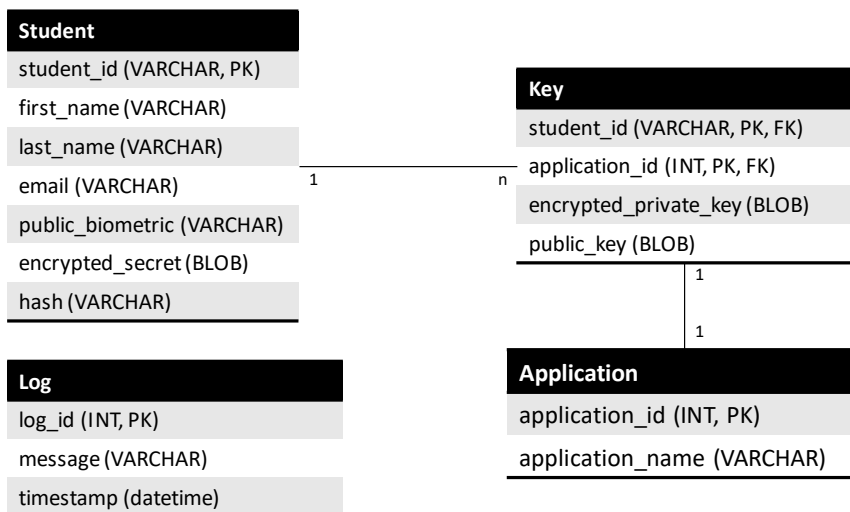 Student
student_id (VARCHAR, PK)
first_name (VARCHAR)
last_name (VARCHAR)
email (VARCHAR)
public_biometric (VARCHAR)
encrypted_secret (BLOB)
hash (VARCHAR)
1
n
Key
student_id (VARCHAR, PK, FK)
application_id (INT, PK, FK)
encrypted_private_key (BLOB)
public_key (BLOB)
1
1
Log
log_id (INT, PK)
message (VARCHAR)
timestamp (datetime)
Application
application_id (INT, PK)
application_name (VARCHAR)